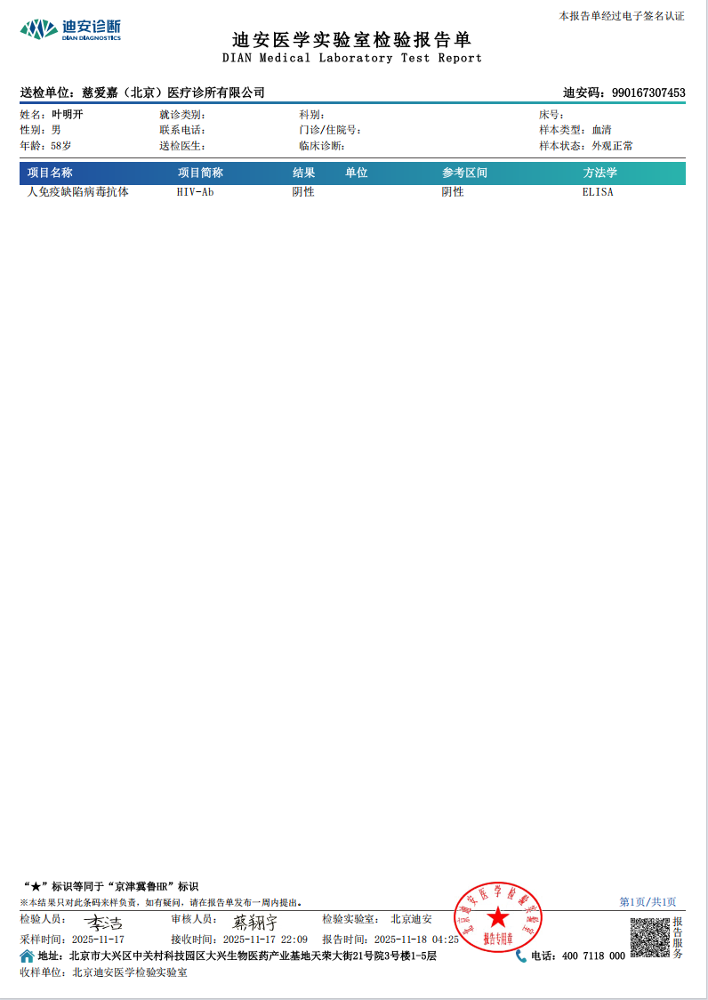 本报告单经过电子签名认证
迪安诊断
DIAN DIAGNOSTICS
迪安医学实验室检验报告单
DIAN Medical Laboratory Test Report
送检单位：慈爱嘉（北京）医疗诊所有限公司 迪安码：990167307453
姓名：叶明开 就诊类别： 科别： 床号：
性别：男 联系电话： 门诊/住院号： 样本类型：血清
年龄：58岁 送检医生： 临床诊断： 样本状态：外观正常
项目名称 项目简称 结果 单位 参考区间 方法学
人免疫缺陷病毒抗体 HIV-Ab 阴性 阴性 ELISA
“★”标识等同于“京津冀鲁HR”标识
※本结果只对此条码来样负责，如有疑问，请在报告单发布一周内提出。 第1页/共1页
检验人员： 李洁 审核人员： 蔡翔宇 检验实验室： 北京迪安
采样时间：2025-11-17 接收时间：2025-11-17 22:09 报告时间：2025-11-18 04:25
北京迪安医学检验实验室
报告专用章
报告服务
地址：北京市大兴区中关村科技园区大兴生物医药产业基地天荣大街21号院3号楼1-5层 电话：400 7118 000
收样单位：北京迪安医学检验实验室